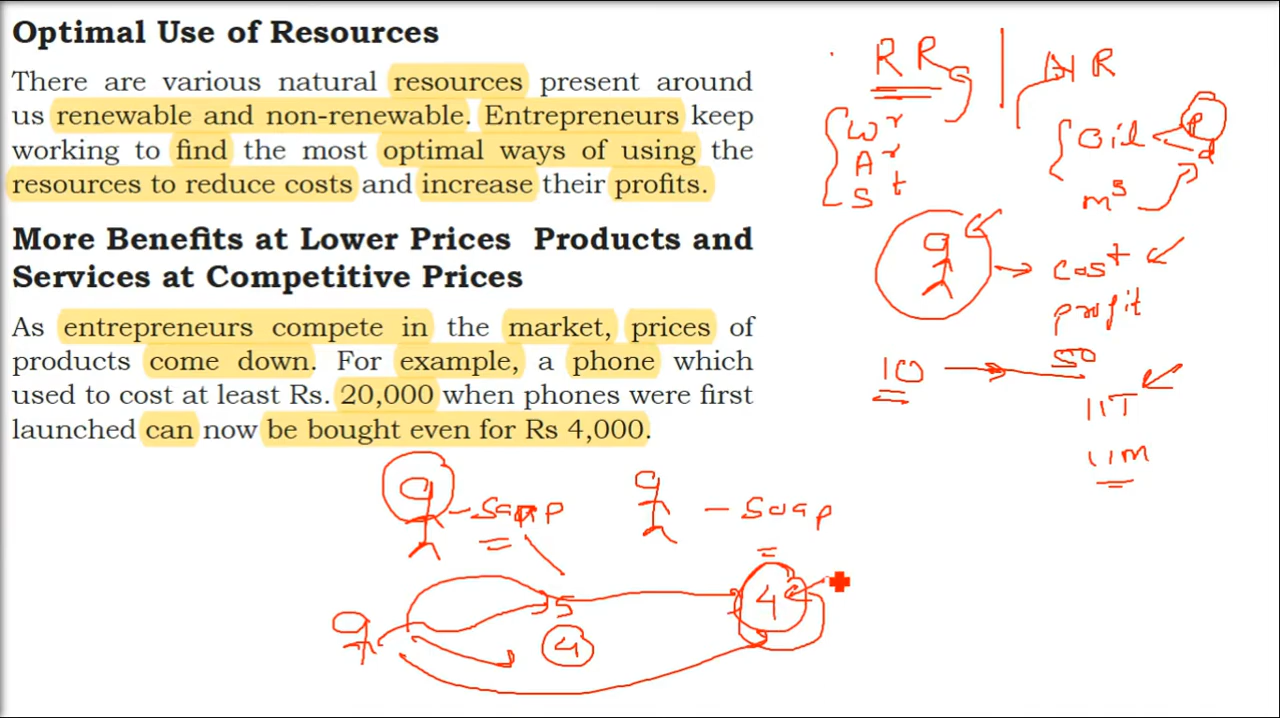 Optimal Use of Resources
There are various natural resources present around
us renewable and non-renewable. Entrepreneurs keep
working to find the most optimal ways of using the
resources to reduce costs and increase their profits.
More Benefits at Lower Prices Products and
Services at Competitive Prices
As entrepreneurs compete in the market, prices of
products come down. For example, a phone which
used to cost at least Rs. 20,000 when phones were first
launched can now be bought even for Rs 4,000.
RR NR
W
A
S
Oil p
d
cost
profit
10 50
soap soap
5 4
4